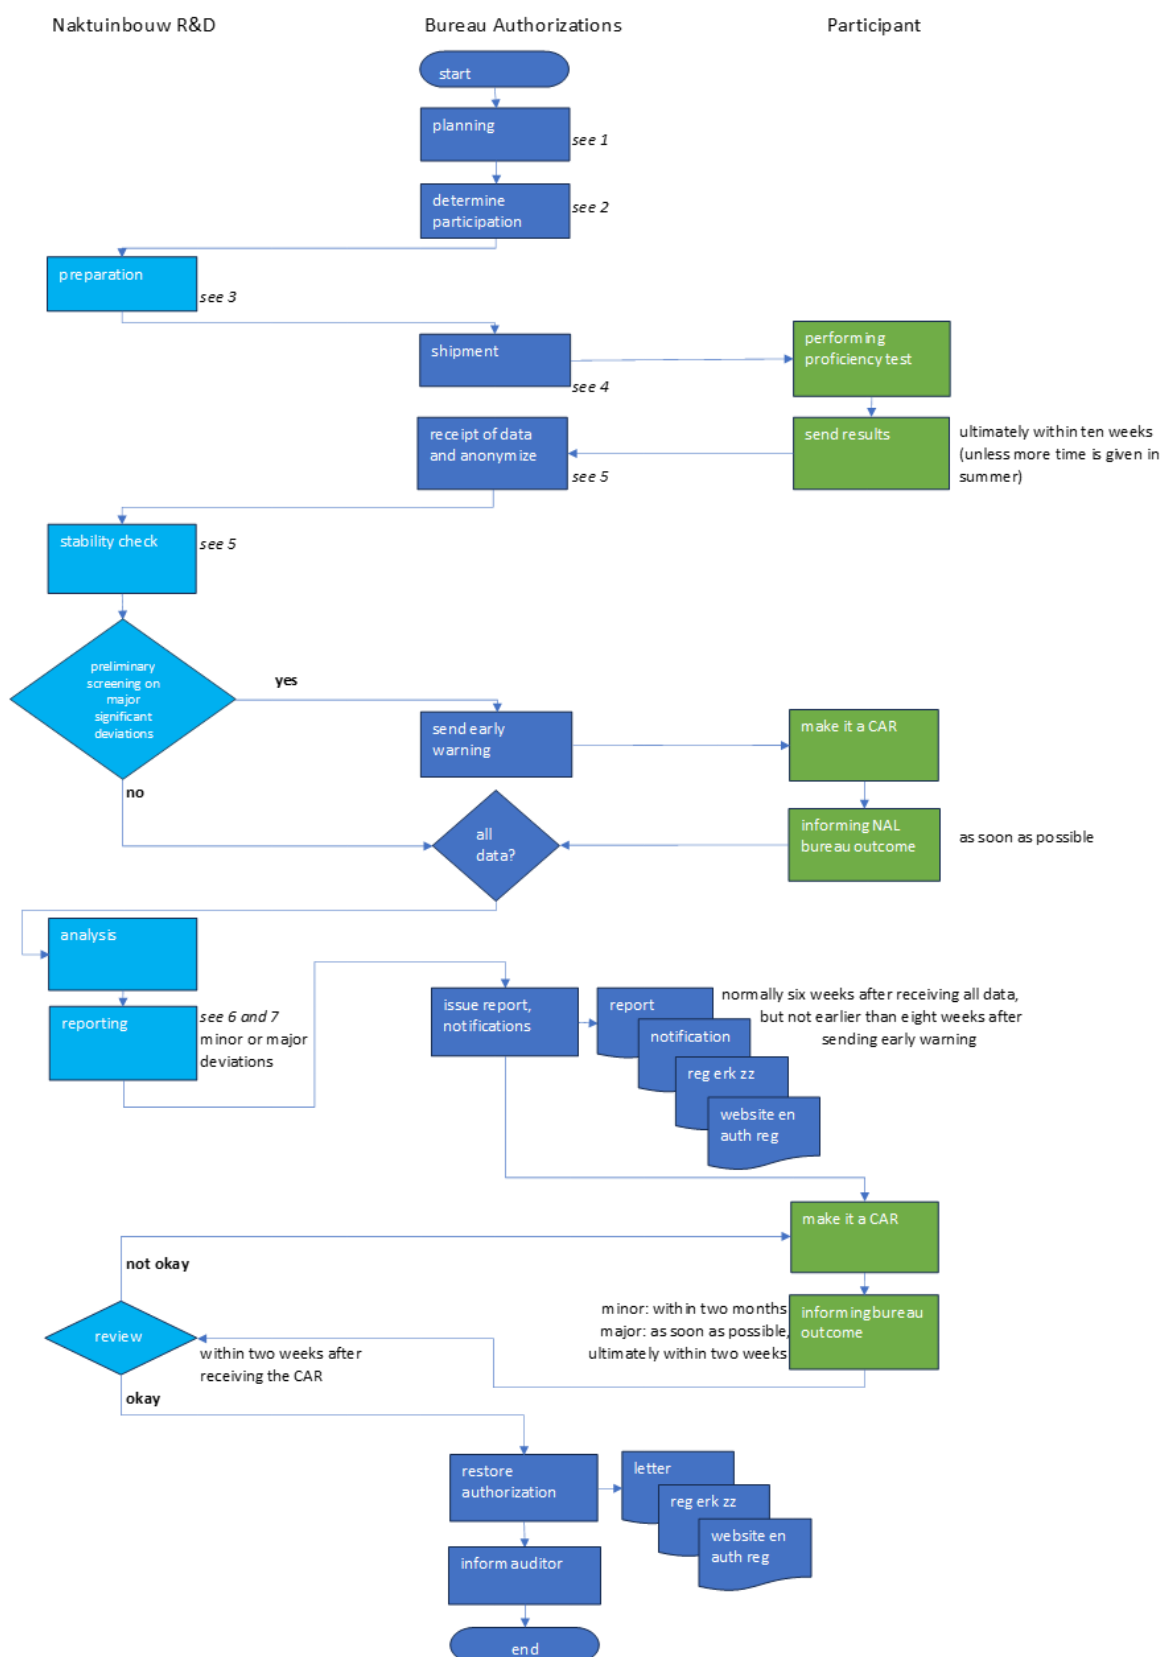 Naktuinbouw R&D
Bureau Authorizations
Participant
start
planning
see 1
determine
participation
see 2
preparation
see 3
shipment
see 4
performing
proficiency test
receipt of data
and anonymize
see 5
send results
ultimately within ten weeks
(unless more time is given in
summer)
stability check
see 5
preliminary
screening on
major
significant
deviations
yes
no
send early
warning
make it a CAR
all
data?
informing NAL
bureau outcome
as soon as possible
analysis
reporting
see 6 and 7
minor or major
deviations
issue report,
notifications
report
notification
reg erk zz
website en
auth reg
normally six weeks after receiving all data,
but not earlier than eight weeks after
sending early warning
make it a CAR
not okay
review
within two weeks after
receiving the CAR
minor: within two months
major: as soon as possible,
ultimately within two weeks
informing bureau
outcome
okay
restore
authorization
letter
reg erk zz
website en
auth reg
inform auditor
end